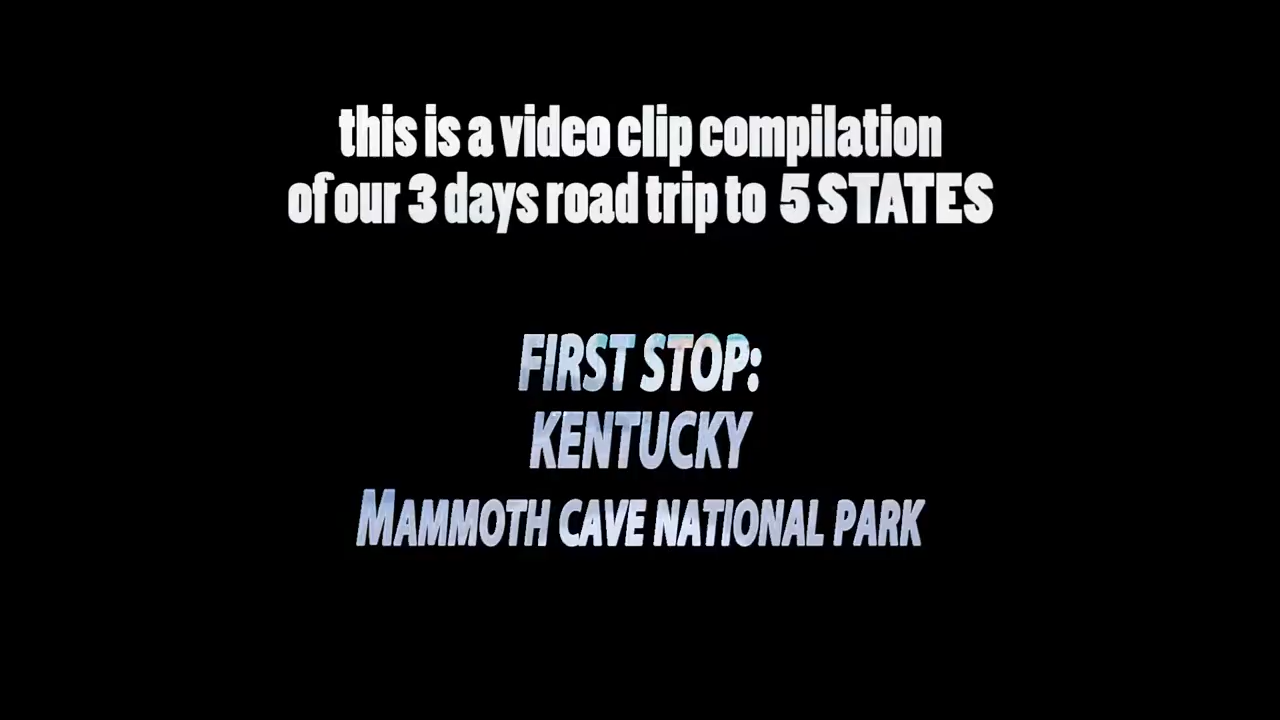 this is a video clip compilation
of our 3 days road trip to 5 STATES
FIRST STOP:
KENTUCKY
MAMMOTH CAVE NATIONAL PARK